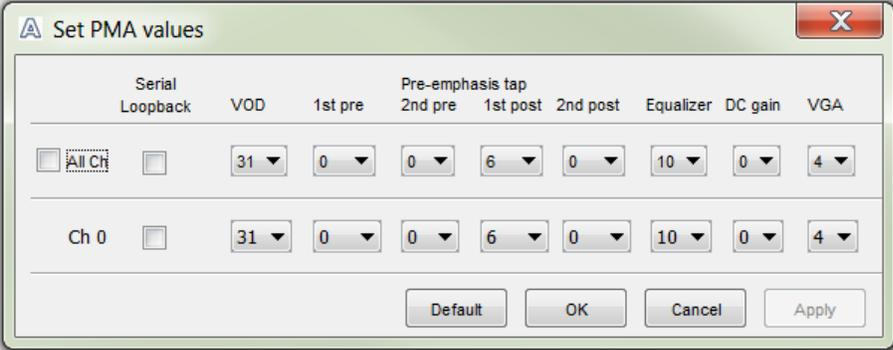 Set PMA values
Serial Loopback VOD 1st pre Pre-emphasis tap 2nd pre 1st post 2nd post Equalizer DC gain VGA
All Ch 31 0 0 6 0 10 0 4
Ch 0 31 0 0 6 0 10 0 4
Default OK Cancel Apply